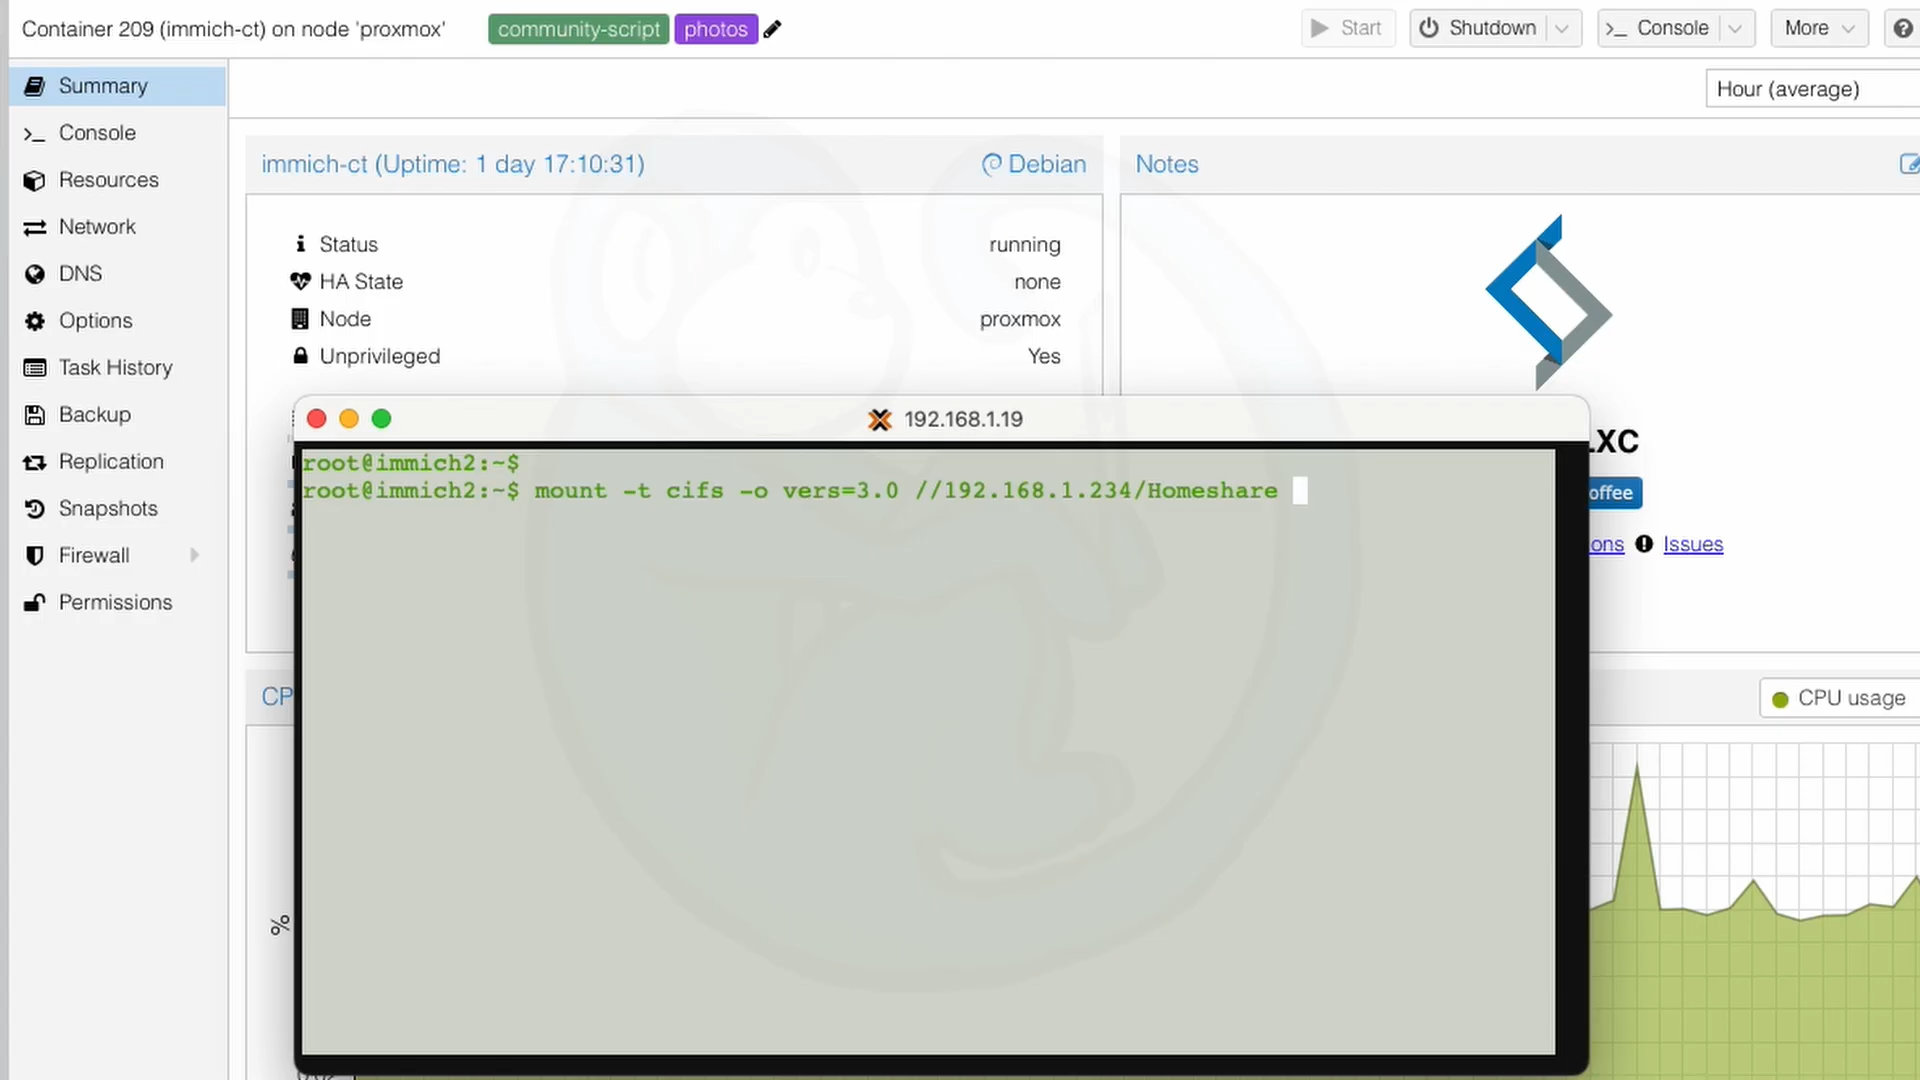 Container 209 (immich-ct) on node 'proxmox'
community-script
photos
Start
Shutdown
Console
More
Summary
Console
Resources
Network
DNS
Options
Task History
Backup
Replication
Snapshots
Firewall
Permissions
Hour (average)
immich-ct (Uptime: 1 day 17:10:31)
Debian
Notes
Status running
HA State none
Node proxmox
Unprivileged Yes
192.168.1.19
root@immich2:~$
root@immich2:~$ mount -t cifs -o vers=3.0 //192.168.1.234/Homeshare
LXC
offee
ons
Issues
CP
CPU usage
%